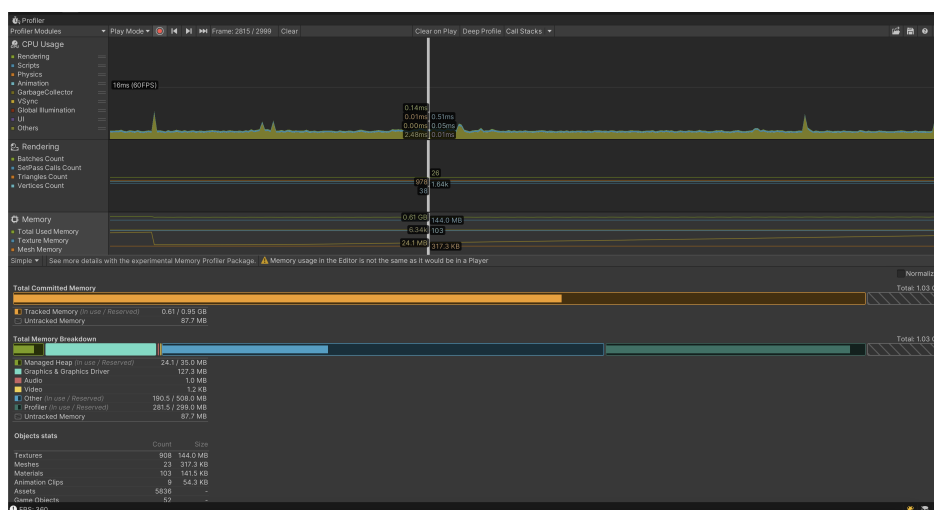 Profiler
Profiler Modules Play Mode Frame: 2815 / 2999 Clear Clear on Play Deep Profile Call Stacks
CPU Usage
Rendering
Scripts
Physics
Animation
GarbageCollector
VSync
Global Illumination
UI
Others
16ms (60FPS)
0.14ms
0.01ms 0.51ms
0.00ms 0.05ms
2.48ms 0.01ms
Rendering
Batches Count
SetPass Calls Count
Triangles Count
Vertices Count
26
978 1.64k
38
Memory
Total Used Memory
Texture Memory
Mesh Memory
0.61 GB 144.0 MB
6.34k 103
24.1 MB 317.3 KB
Simple See more details with the experimental Memory Profiler Package. Memory usage in the Editor is not the same as it would be in a Player
Normaliz
Total Committed Memory Total: 1.03
Tracked Memory (In use / Reserved) 0.61 / 0.95 GB
Untracked Memory 87.7 MB
Total Memory Breakdown Total: 1.03
Managed Heap (In use / Reserved) 24.1 / 35.0 MB
Graphics & Graphics Driver 127.3 MB
Audio 1.0 MB
Video 1.2 KB
Other (In use / Reserved) 190.5 / 508.0 MB
Profiler (In use / Reserved) 281.5 / 299.0 MB
Untracked Memory 87.7 MB
Objects stats
Count Size
Textures 908 144.0 MB
Meshes 23 317.3 KB
Materials 103 141.5 KB
Animation Clips 9 54.3 KB
Assets 5836 -
Game Objects 52 -
FPS: 360